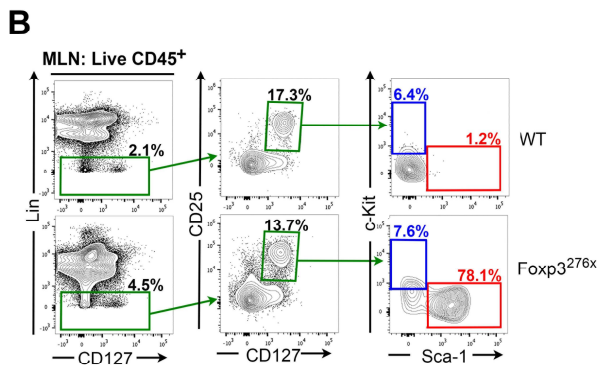 B
MLN: Live CD45+
Lin
CD25
c-Kit
2.1%
17.3%
6.4%
1.2%
WT
4.5%
13.7%
7.6%
78.1%
Foxp3276x
CD127
CD127
Sca-1